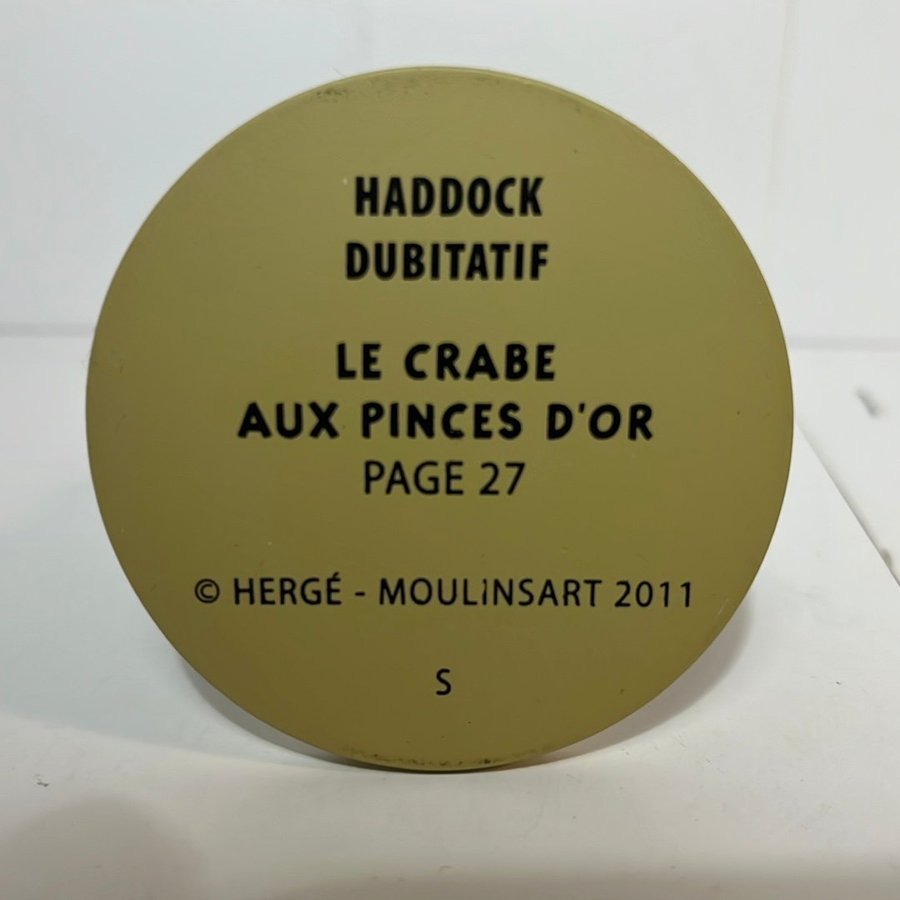 HADDOCK
DUBITATIF
LE CRABE
AUX PINCES D'OR
PAGE 27
© HERGÉ - MOULINSART 2011
S